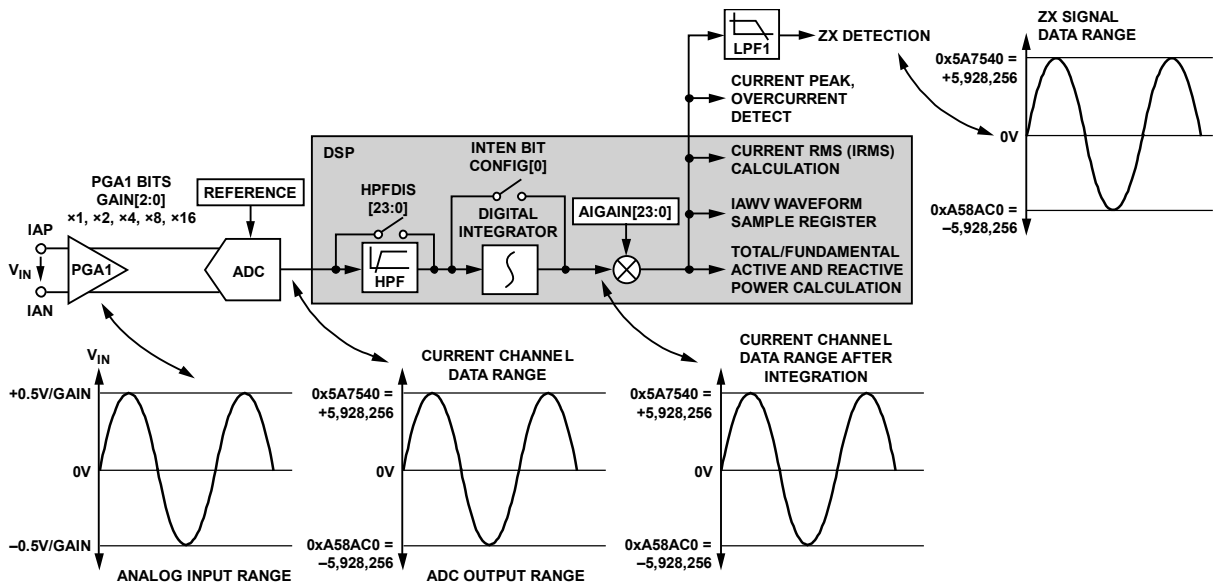 LPF1
ZX DETECTION
ZX SIGNAL
DATA RANGE
0x5A7540 =
+5,928,256
0V
0xA58AC0 =
–5,928,256
CURRENT PEAK,
OVERCURRENT
DETECT
DSP
INTEN BIT
CONFIG[0]
CURRENT RMS (IRMS)
CALCULATION
PGA1 BITS
GAIN[2:0]
×1, ×2, ×4, ×8, ×16
REFERENCE
HPFDIS
[23:0]
DIGITAL
INTEGRATOR
AIGAIN[23:0]
IAWV WAVEFORM
SAMPLE REGISTER
IAP
VIN
IAN
PGA1
ADC
HPF
TOTAL/FUNDAMENTAL
ACTIVE AND REACTIVE
POWER CALCULATION
VIN
+0.5V/GAIN
0V
–0.5V/GAIN
ANALOG INPUT RANGE
CURRENT CHANNEL
DATA RANGE
0x5A7540 =
+5,928,256
0V
0xA58AC0 =
–5,928,256
ADC OUTPUT RANGE
CURRENT CHANNEL
DATA RANGE AFTER
INTEGRATION
0x5A7540 =
+5,928,256
0V
0xA58AC0 =
–5,928,256